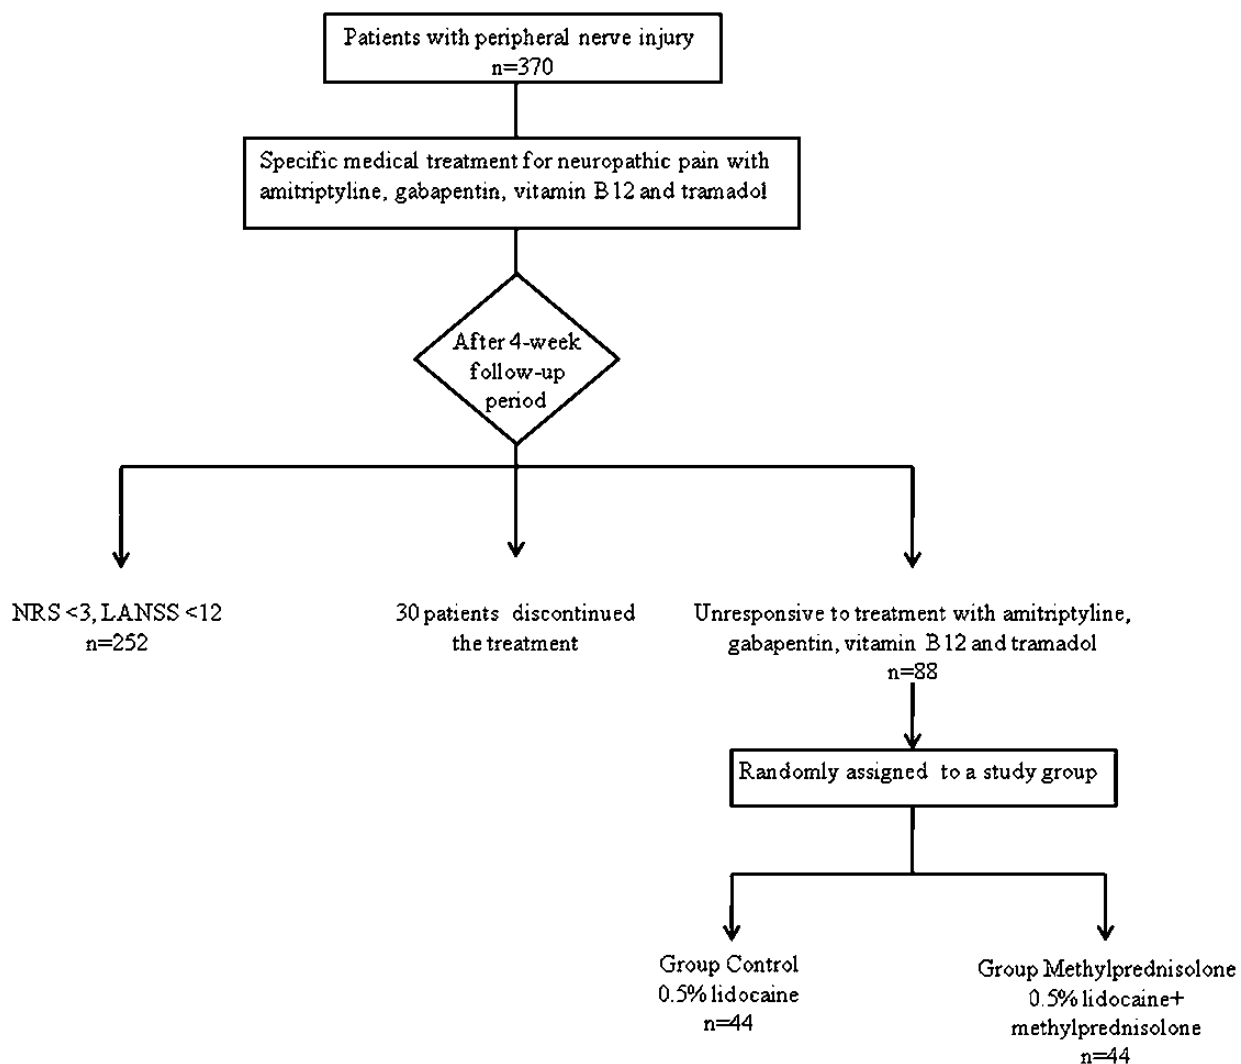 Patients with peripheral nerve injury
n=370
Specific medical treatment for neuropathic pain with
amitriptyline, gabapentin, vitamin B12 and tramadol
After 4-week
follow-up
period
NRS <3, LANSS <12
n=252
30 patients discontinued
the treatment
Unresponsive to treatment with amitriptyline,
gabapentin, vitamin B12 and tramadol
n=88
Randomly assigned to a study group
Group Control
0.5% lidocaine
n=44
Group Methylprednisolone
0.5% lidocaine+
methylprednisolone
n=44